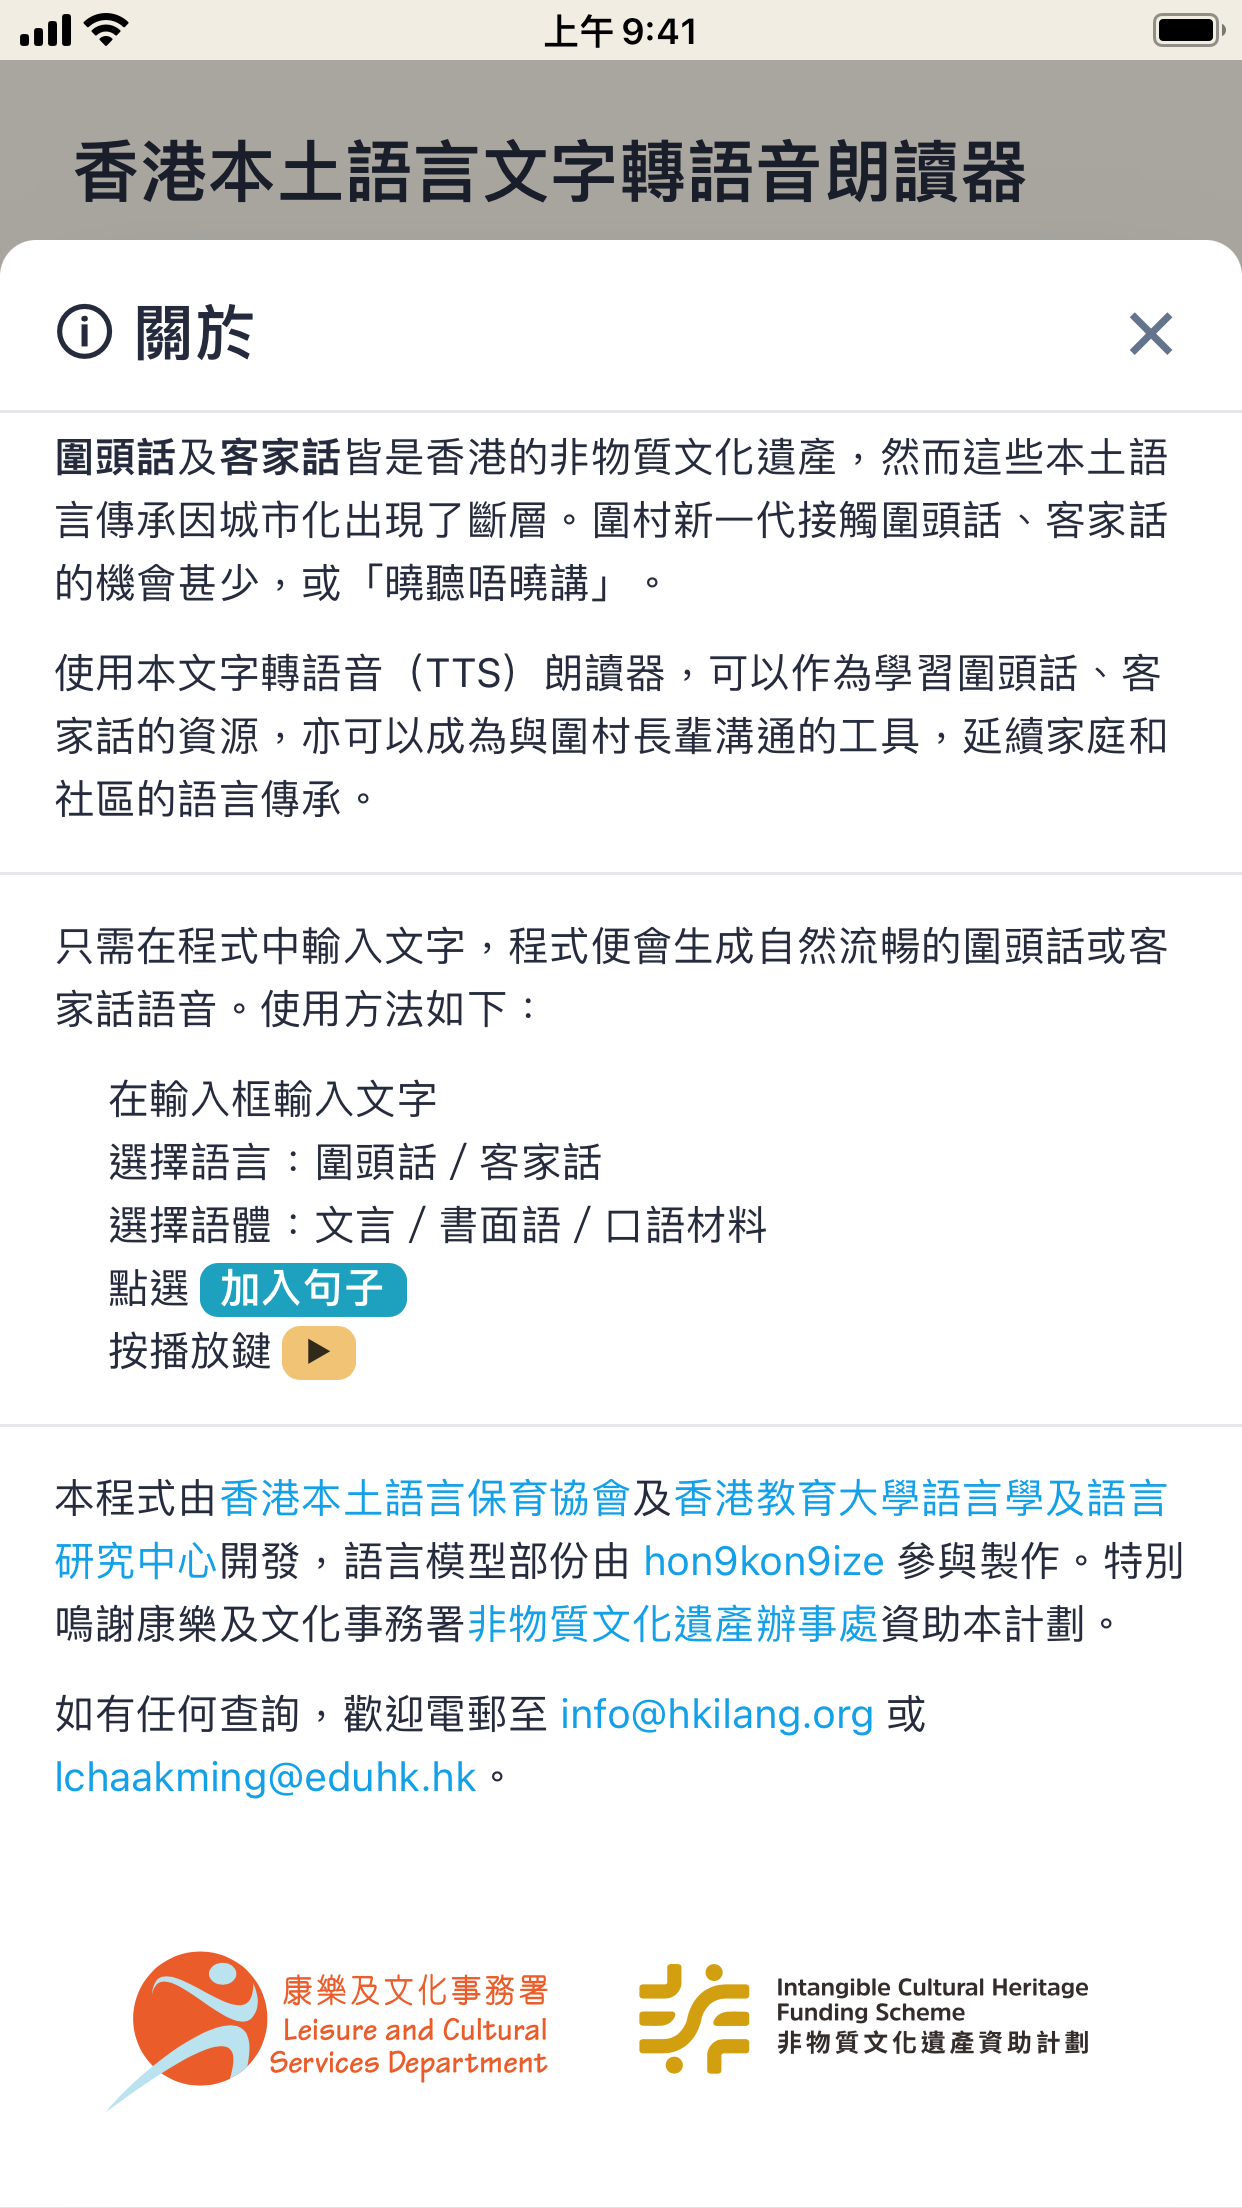 上午 9:41
香港本土語言文字轉語音朗讀器
關於
圍頭話及客家話皆是香港的非物質文化遺產，然而這些本土語
言傳承因城市化出現了斷層。圍村新一代接觸圍頭話、客家話
的機會甚少，或「曉聽唔曉講」。
使用本文字轉語音（TTS）朗讀器，可以作為學習圍頭話、客
家話的資源，亦可以成為與圍村長輩溝通的工具，延續家庭和
社區的語言傳承。
只需在程式中輸入文字，程式便會生成自然流暢的圍頭話或客
家話語音。使用方法如下：
在輸入框輸入文字
選擇語言：圍頭話 / 客家話
選擇語體：文言 / 書面語 / 口語材料
點選 加入句子
按播放鍵
本程式由香港本土語言保育協會及香港教育大學語言學及語言
研究中心開發，語言模型部份由 hon9kon9ize 參與製作。特別
鳴謝康樂及文化事務署非物質文化遺產辦事處資助本計劃。
如有任何查詢，歡迎電郵至 info@hkilang.org 或
lchaakming@eduhk.hk。
康樂及文化事務署
Leisure and Cultural
Services Department
Intangible Cultural Heritage
Funding Scheme
非物質文化遺產資助計劃